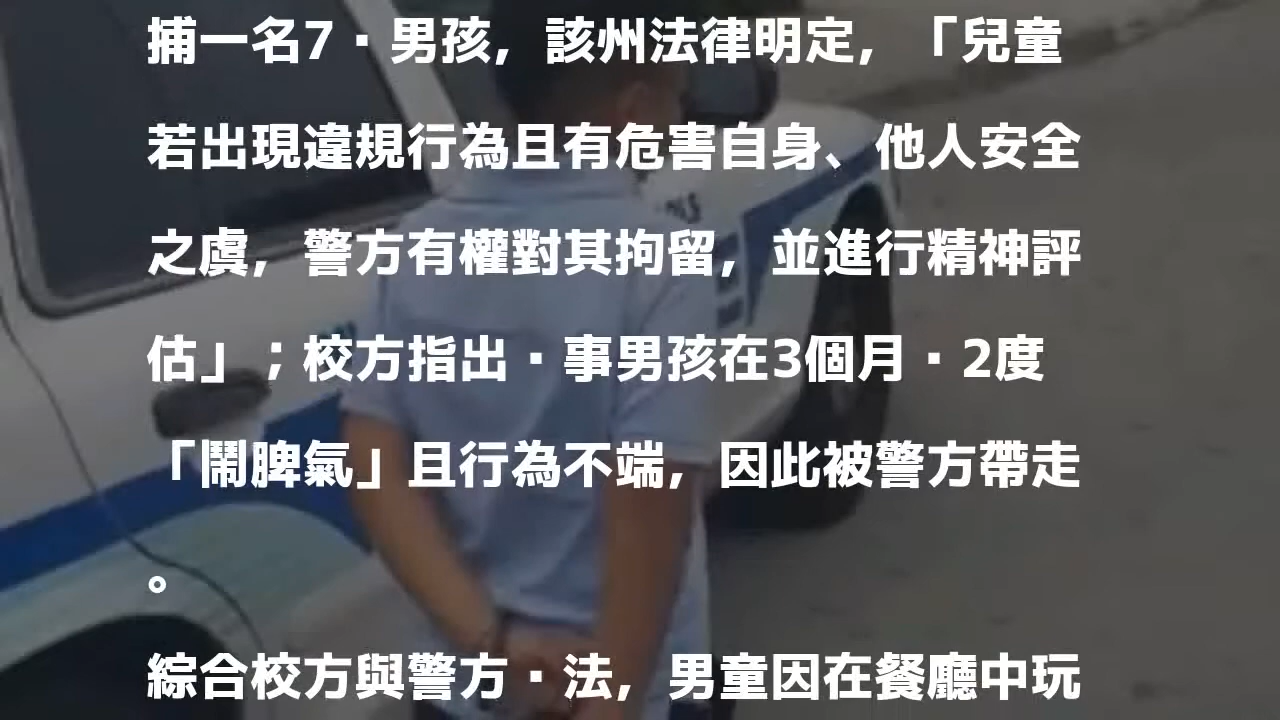 捕一名7·男孩，該州法律明定，「兒童
若出現違規行為且有危害自身、他人安全
之虞，警方有權對其拘留，並進行精神評
估」；校方指出·事男孩在3個月·2度
「鬧脾氣」且行為不端，因此被警方帶走
。
綜合校方與警方·法，男童因在餐廳中玩